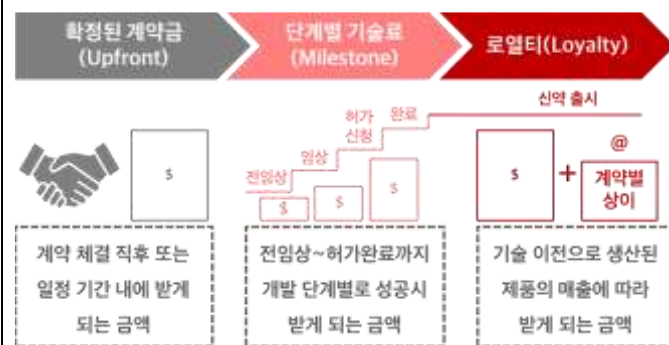 확정된 계약금
(Upfront)
단계별 기술료
(Milestone)
로열티(Loyalty)
신약 출시
전임상
임상
허가
신청
완료
$
$
$
$
$
+
@
계약별
상이
계약 체결 직후 또는
일정 기간 내에 받게
되는 금액
전임상~허가완료까지
개발 단계별로 성공시
받게 되는 금액
기술 이전으로 생산된
제품의 매출에 따라
받게 되는 금액